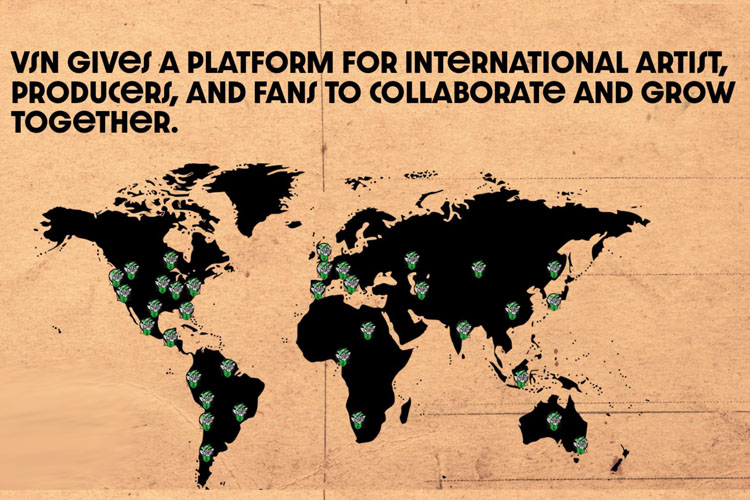 VSN GIVES A PLATFORM FOR INTERNATIONAL ARTIST,
PRODUCERS, AND FANS TO COLLABORATE AND GROW
TOGETHER.